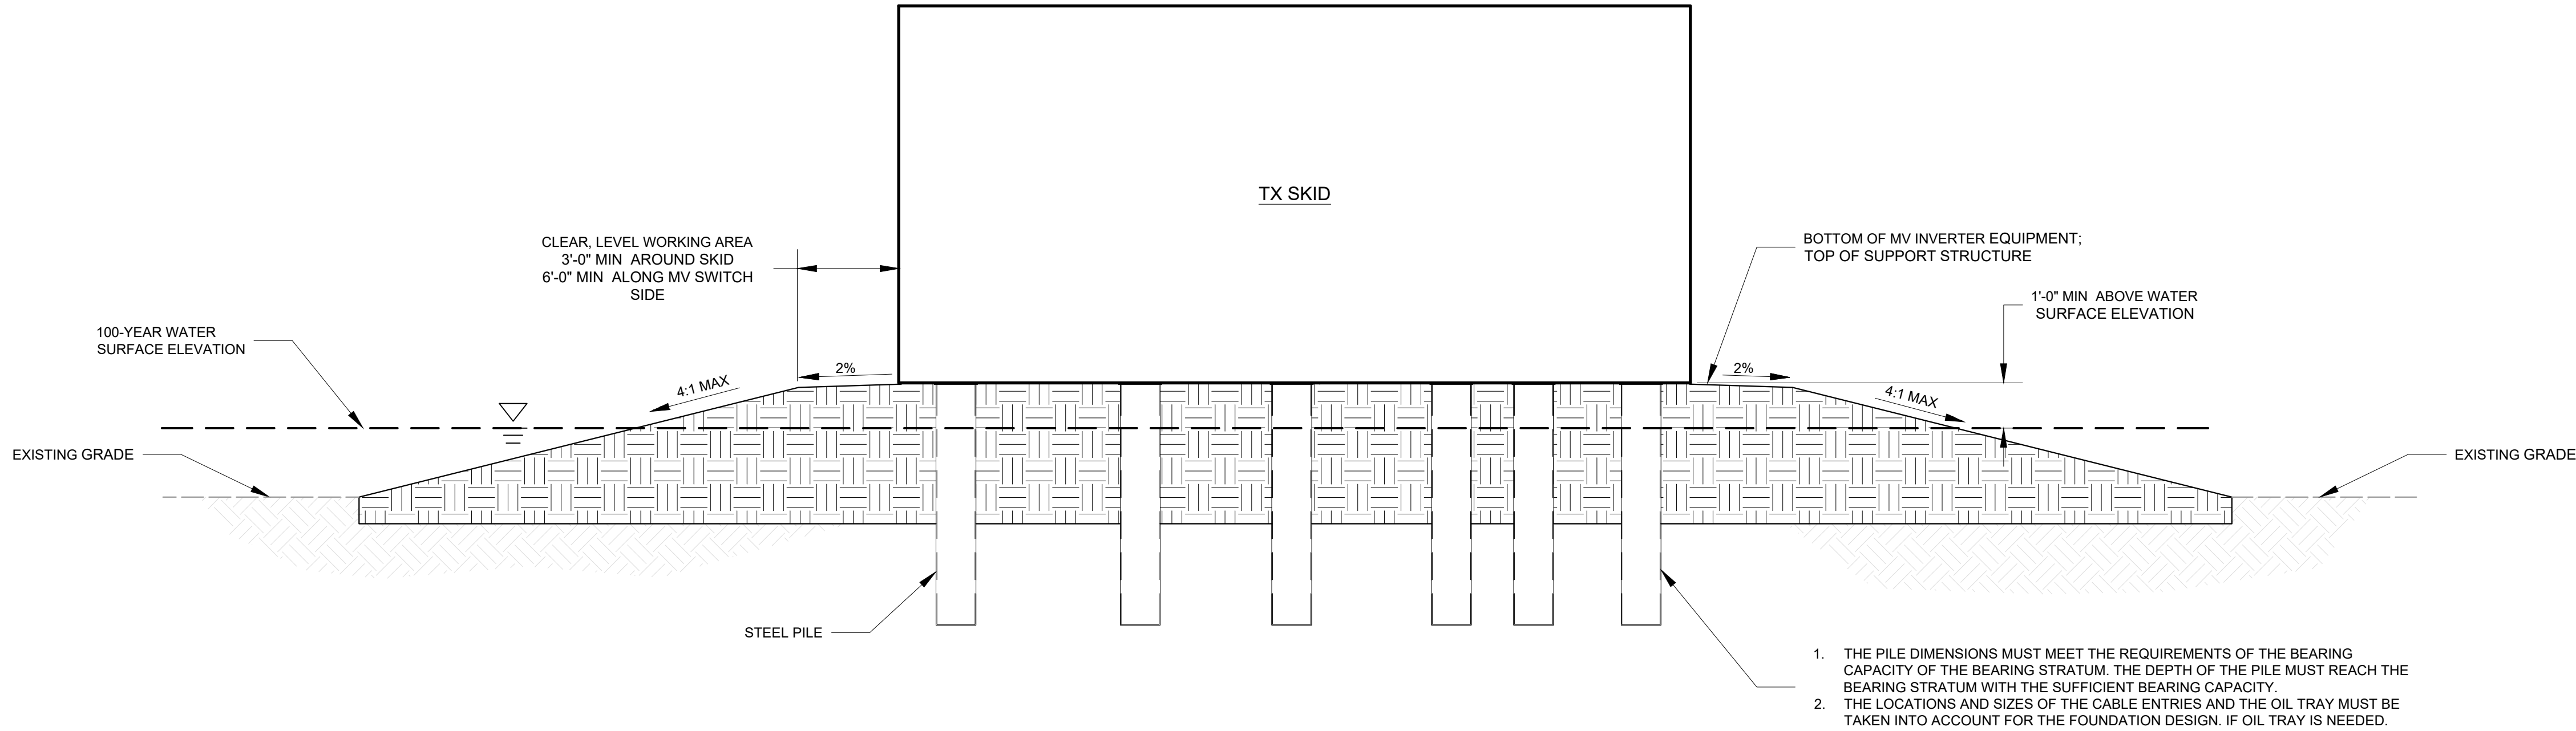 TX SKID
CLEAR, LEVEL WORKING AREA
3'-0" MIN AROUND SKID
6'-0" MIN ALONG MV SWITCH
SIDE
BOTTOM OF MV INVERTER EQUIPMENT;
TOP OF SUPPORT STRUCTURE
1'-0" MIN ABOVE WATER
SURFACE ELEVATION
100-YEAR WATER
SURFACE ELEVATION
2%
2%
4:1 MAX
4:1 MAX
EXISTING GRADE
EXISTING GRADE
STEEL PILE
1. THE PILE DIMENSIONS MUST MEET THE REQUIREMENTS OF THE BEARING
CAPACITY OF THE BEARING STRATUM. THE DEPTH OF THE PILE MUST REACH THE
BEARING STRATUM WITH THE SUFFICIENT BEARING CAPACITY.
2. THE LOCATIONS AND SIZES OF THE CABLE ENTRIES AND THE OIL TRAY MUST BE
TAKEN INTO ACCOUNT FOR THE FOUNDATION DESIGN. IF OIL TRAY IS NEEDED.